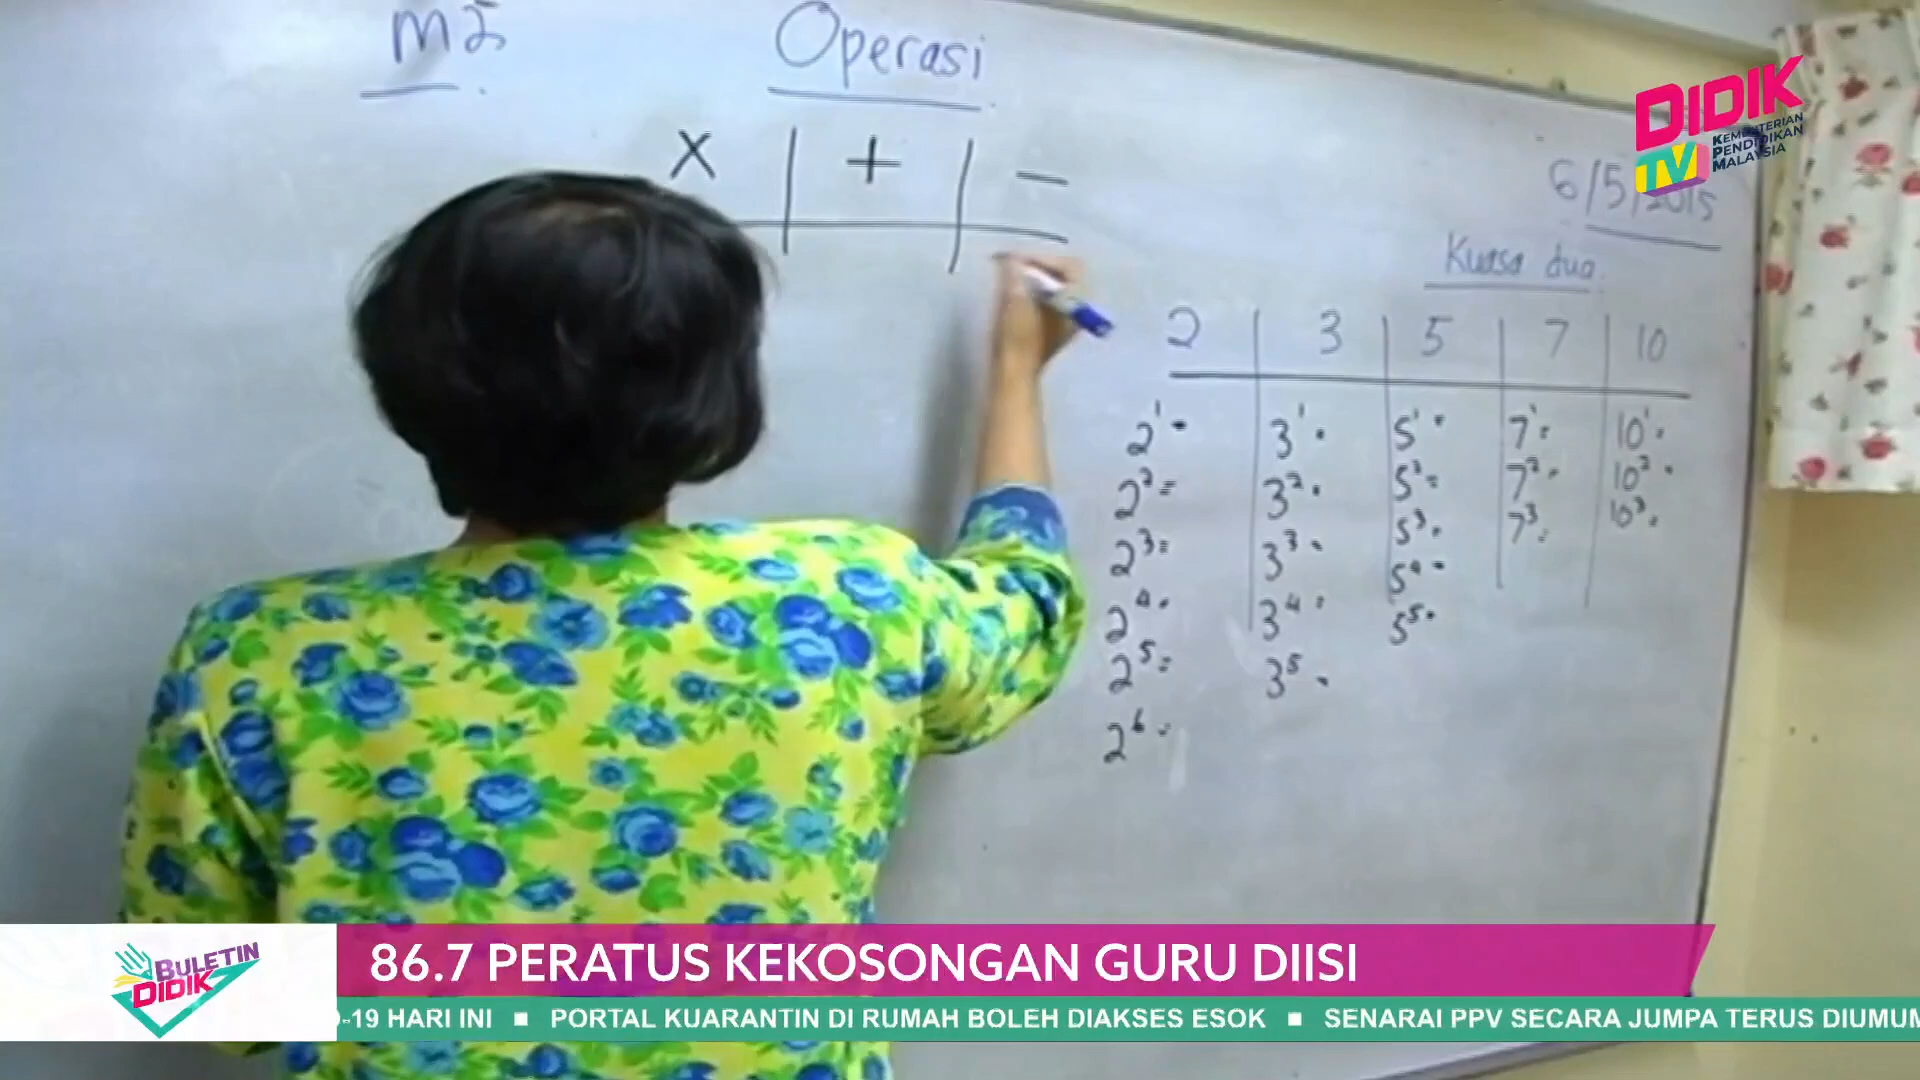 M2
Operasi
x + -
DIDIK
TV
KEMENTERIAN
PENDIDIKAN
MALAYSIA
6/5/2015
Kuasa dua
2 3 5 7 10
2¹= 3¹= 5¹= 7¹= 10¹=
2²= 3²= 5²= 7²= 10²=
2³= 3³= 5³= 7³= 10³=
2⁴= 3⁴= 5⁴=
2⁵= 3⁵= 5⁵=
2⁶=
BULETIN
DIDIK
86.7 PERATUS KEKOSONGAN GURU DIISI
-19 HARI INI ■ PORTAL KUARANTIN DI RUMAH BOLEH DIAKSES ESOK ■ SENARAI PPV SECARA JUMPA TERUS DIUMUM